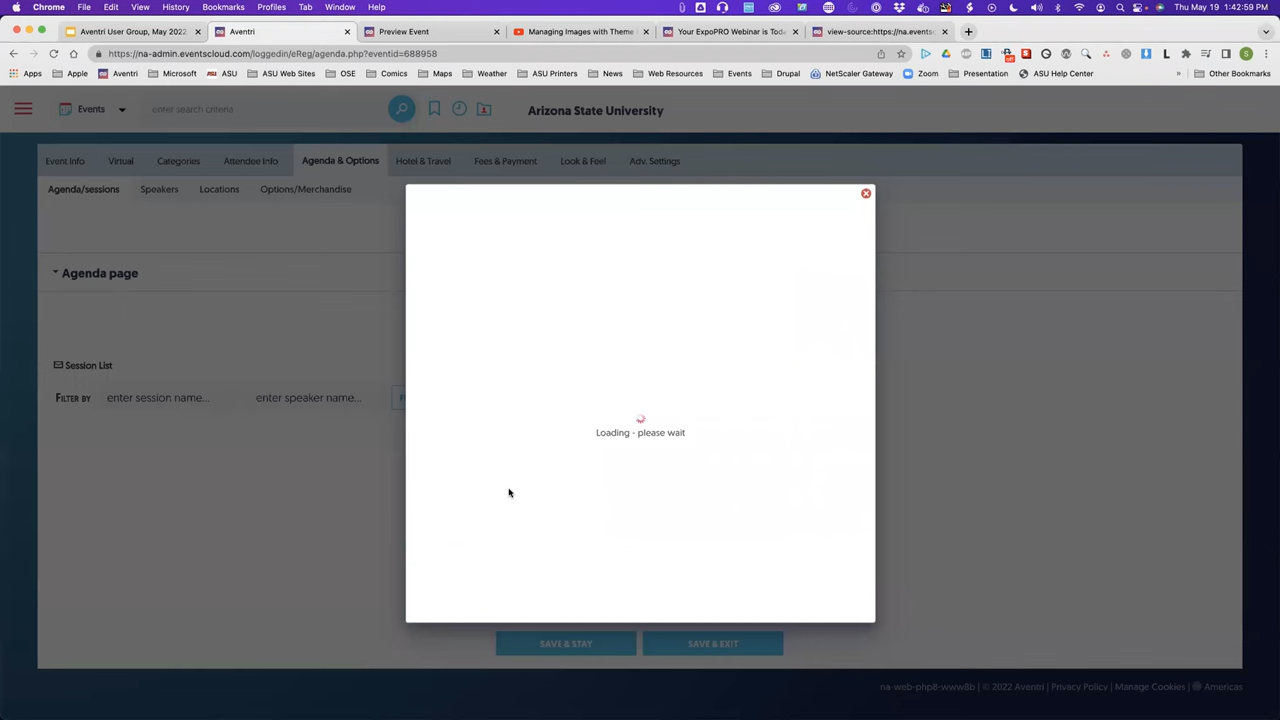 Chrome File Edit View History Bookmarks Profiles Tab Window Help Thu May 19 1:42:59 PM
Aventri User Group, May 2022 Aventri Preview Event Managing Images with Theme Your ExpoPRO Webinar is Toda view-source:https://na.events
https://na-admin.eventscloud.com/loggedin/eReg/agenda.php?eventid=688958
Apps Apple Aventri Microsoft ASU ASU Web Sites OSE Comics Maps Weather ASU Printers News Web Resources Events Drupal NetScaler Gateway Zoom Presentation ASU Help Center » Other Bookmarks
Events enter search criteria Arizona State University
Event Info Virtual Categories Attendee Info Agenda & Options Hotel & Travel Fees & Payment Look & Feel Adv. Settings
Agenda/sessions Speakers Locations Options/Merchandise
Agenda page
Session List
FILTER BY enter session name... enter speaker name... F
Loading - please wait
SAVE & STAY SAVE & EXIT
na-web-php8-www8b | © 2022 Aventri | Privacy Policy | Manage Cookies | Americas